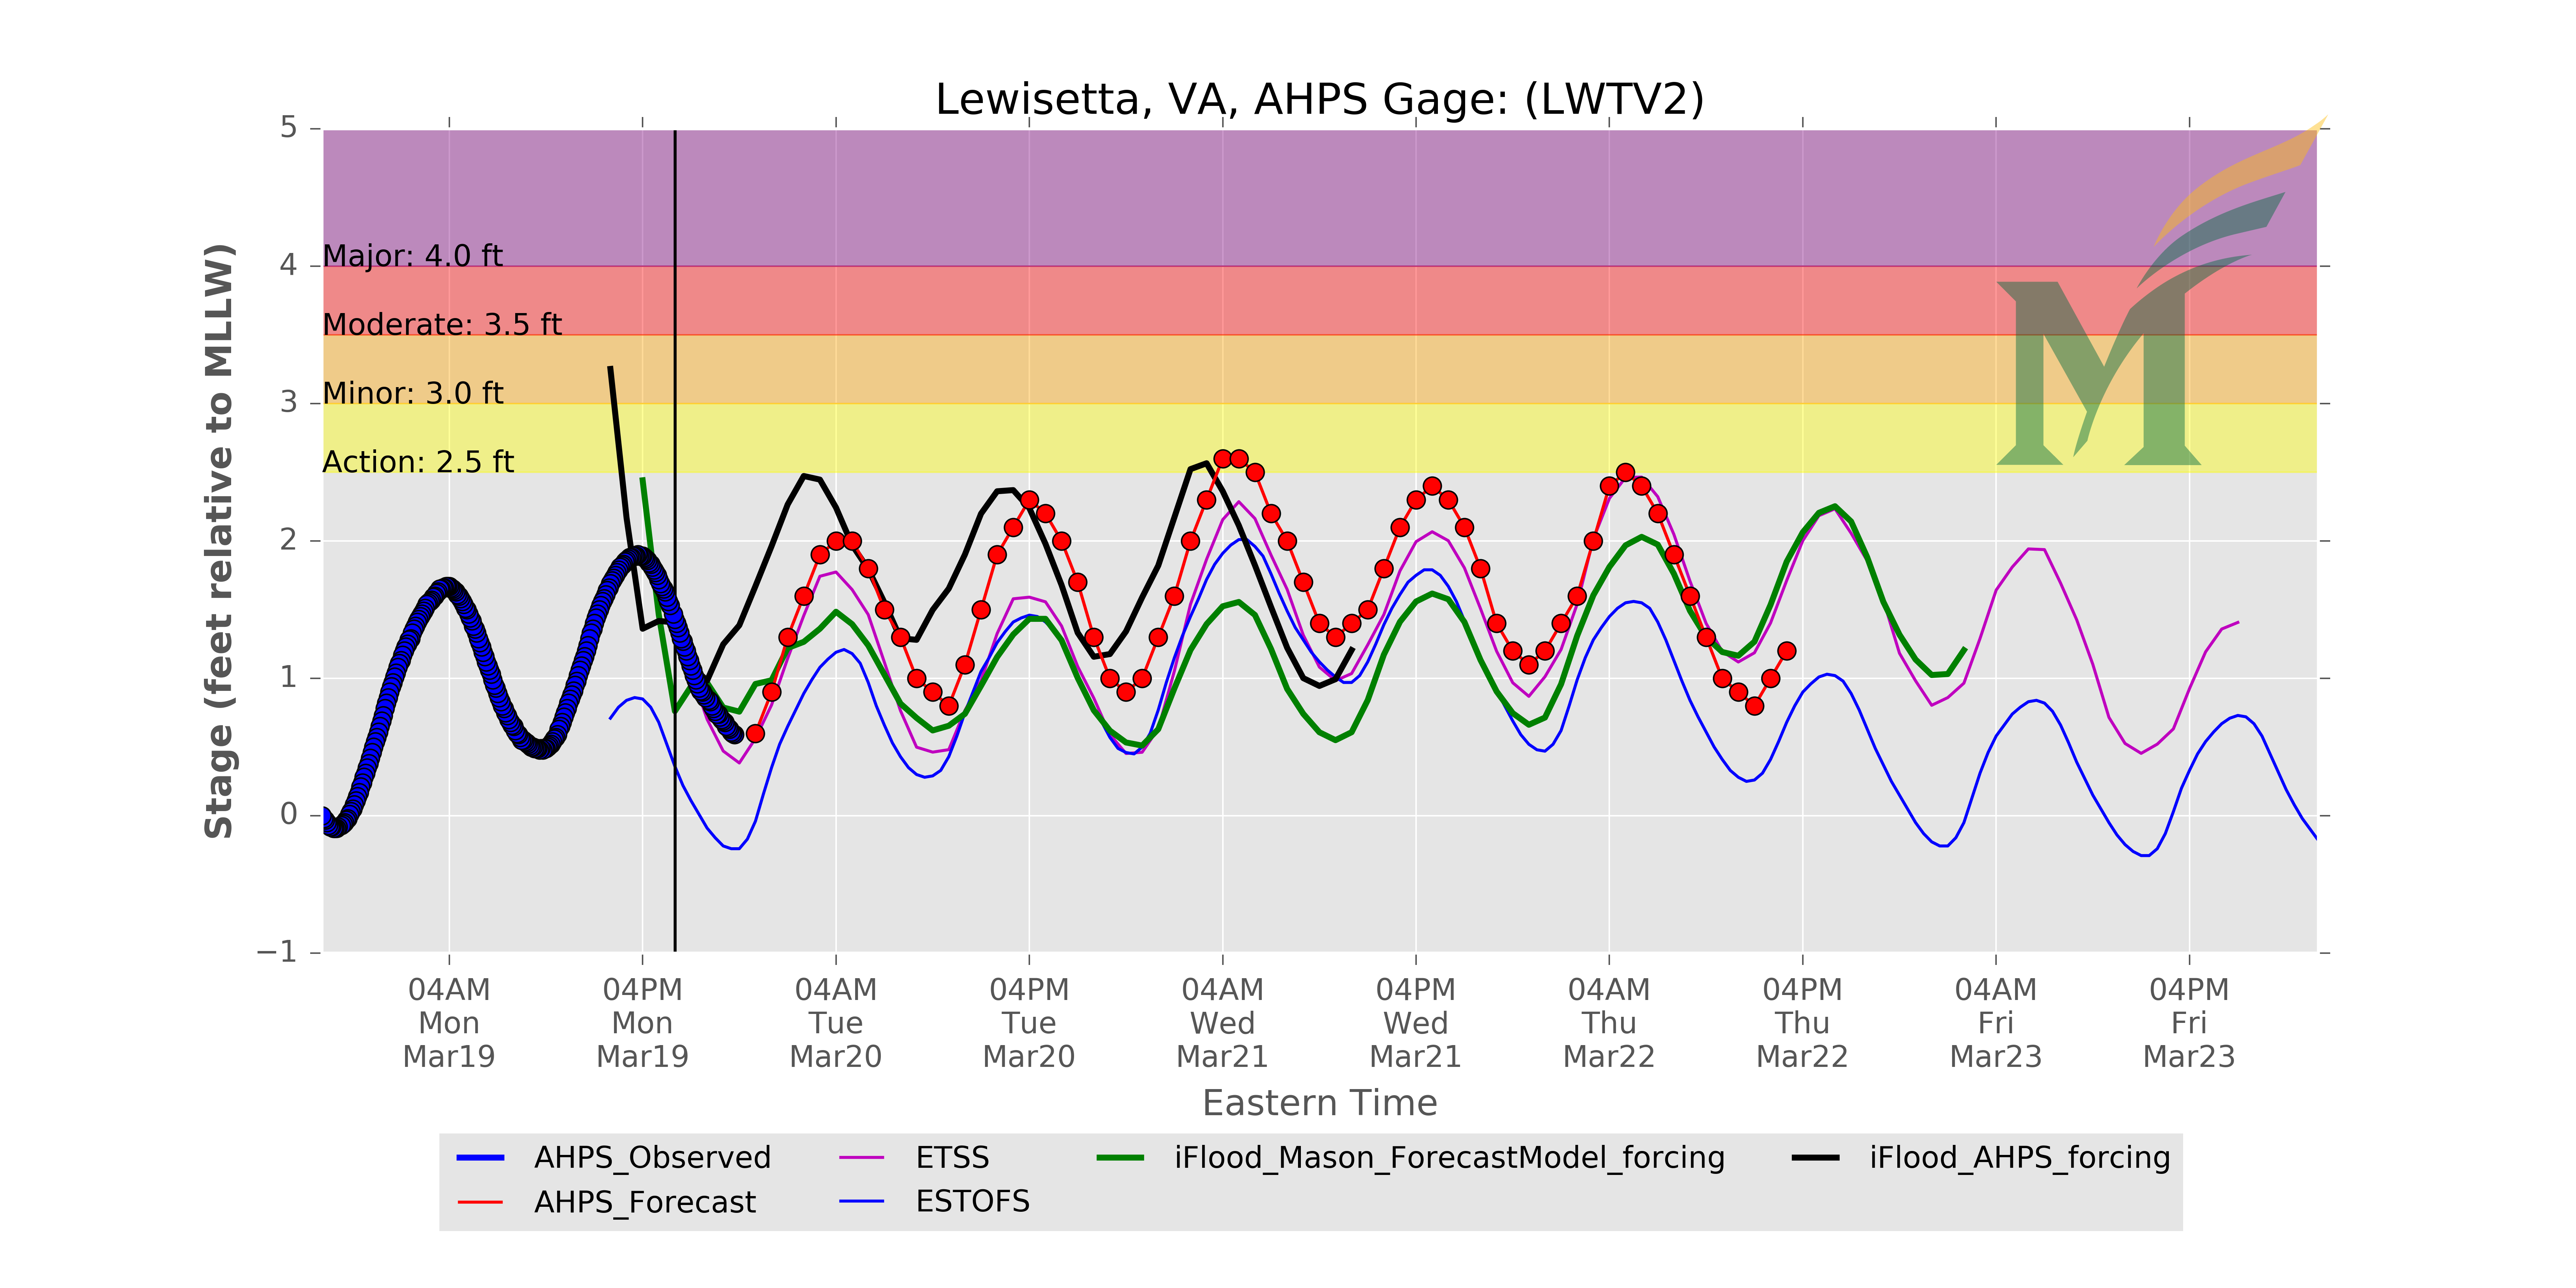 Lewisetta, VA, AHPS Gage: (LWTV2)
Stage (feet relative to MLLW)
5
4
3
2
1
0
−1
Major: 4.0 ft
Moderate: 3.5 ft
Minor: 3.0 ft
Action: 2.5 ft
M
04AM 04PM 04AM 04PM 04AM 04PM 04AM 04PM 04AM 04PM
Mon Mon Tue Tue Wed Wed Thu Thu Fri Fri
Mar19 Mar19 Mar20 Mar20 Mar21 Mar21 Mar22 Mar22 Mar23 Mar23
Eastern Time
AHPS_Observed ETSS iFlood_Mason_ForecastModel_forcing iFlood_AHPS_forcing
AHPS_Forecast ESTOFS